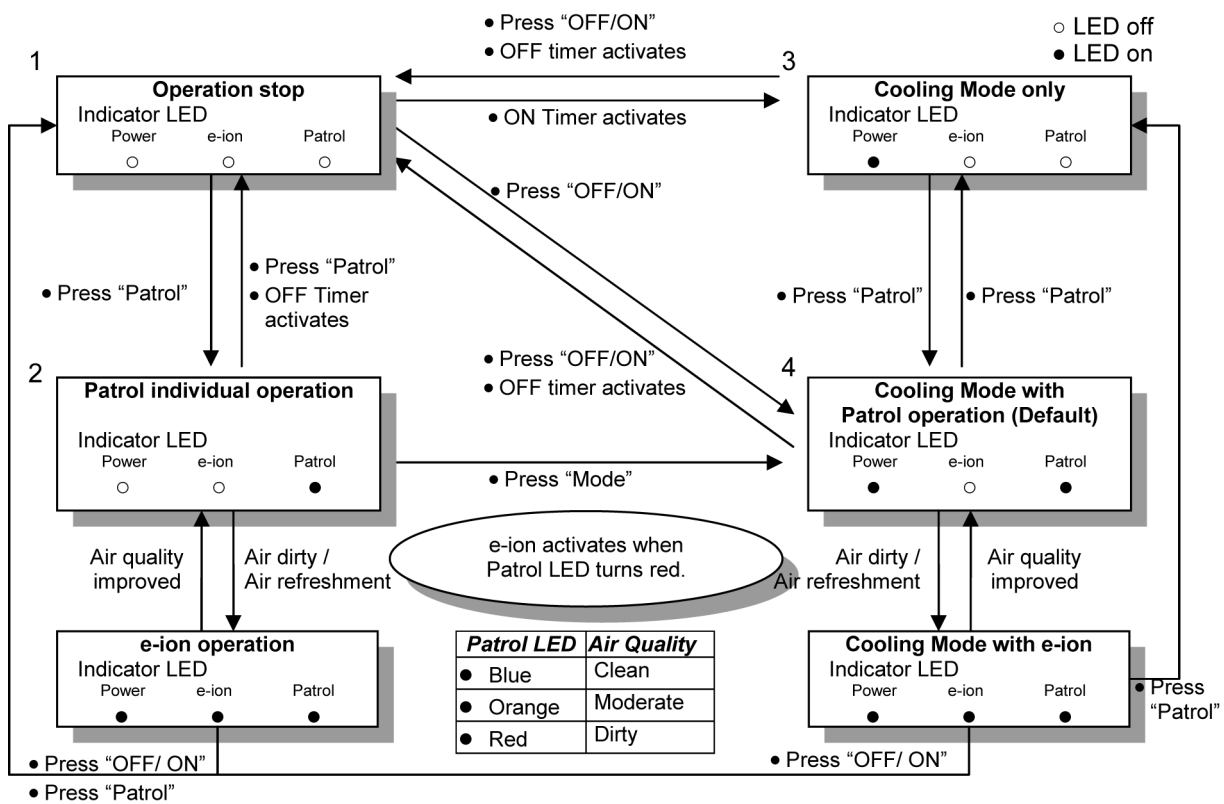 ● Press “OFF/ON”
● OFF timer activates
○ LED off
● LED on
1
Operation stop
Indicator LED
Power e-ion Patrol
● ON Timer activates
3
Cooling Mode only
Indicator LED
Power e-ion Patrol
● Press “OFF/ON”
● Press “Patrol”
● Press “Patrol”
● OFF Timer
activates
● Press “Patrol”
● Press “Patrol”
● Press “OFF/ON”
● OFF timer activates
2
Patrol individual operation
Indicator LED
Power e-ion Patrol
● Press “Mode”
4
Cooling Mode with
Patrol operation (Default)
Indicator LED
Power e-ion Patrol
Air quality
improved
Air dirty /
Air refreshment
e-ion activates when
Patrol LED turns red.
Air dirty /
Air refreshment
Air quality
improved
e-ion operation
Indicator LED
Power e-ion Patrol
Patrol LED Air Quality
● Blue Clean
● Orange Moderate
● Red Dirty
Cooling Mode with e-ion
Indicator LED
Power e-ion Patrol
● Press
“Patrol”
● Press “OFF/ ON”
● Press “Patrol”
● Press “OFF/ ON”